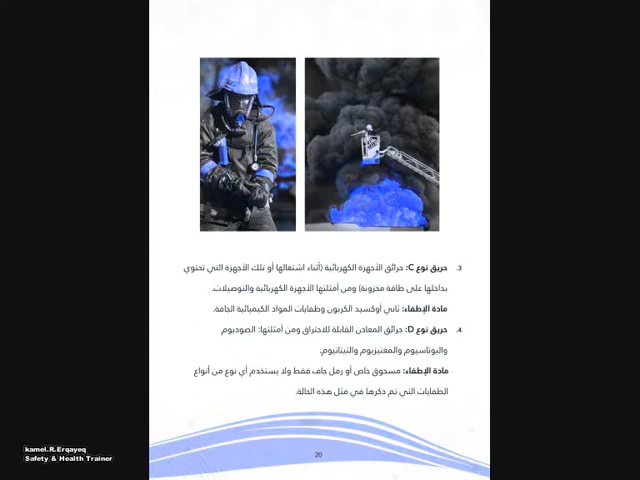 3. حريق نوع C: حرائق الأجهزة الكهربائية (أثناء اشتغالها أو تلك الأجهزة التي تحتوي
بداخلها على طاقة مخزونة) ومن أمثلتها الأجهزة الكهربائية والتوصيلات.
مادة الإطفاء: ثاني أوكسيد الكربون وطفايات المواد الكيميائية الجافة.
4. حريق نوع D: حرائق المعادن القابلة للاحتراق ومن أمثلتها: الصوديوم
والبوتاسيوم والمغنيزيوم والتيتانيوم.
مادة الإطفاء: مسحوق خاص أو رمل جاف فقط ولا يستخدم أي نوع من أنواع
الطفايات التي تم ذكرها في مثل هذه الحالة.
20
kamel.R.Erqayeq
Safety & Health Trainer